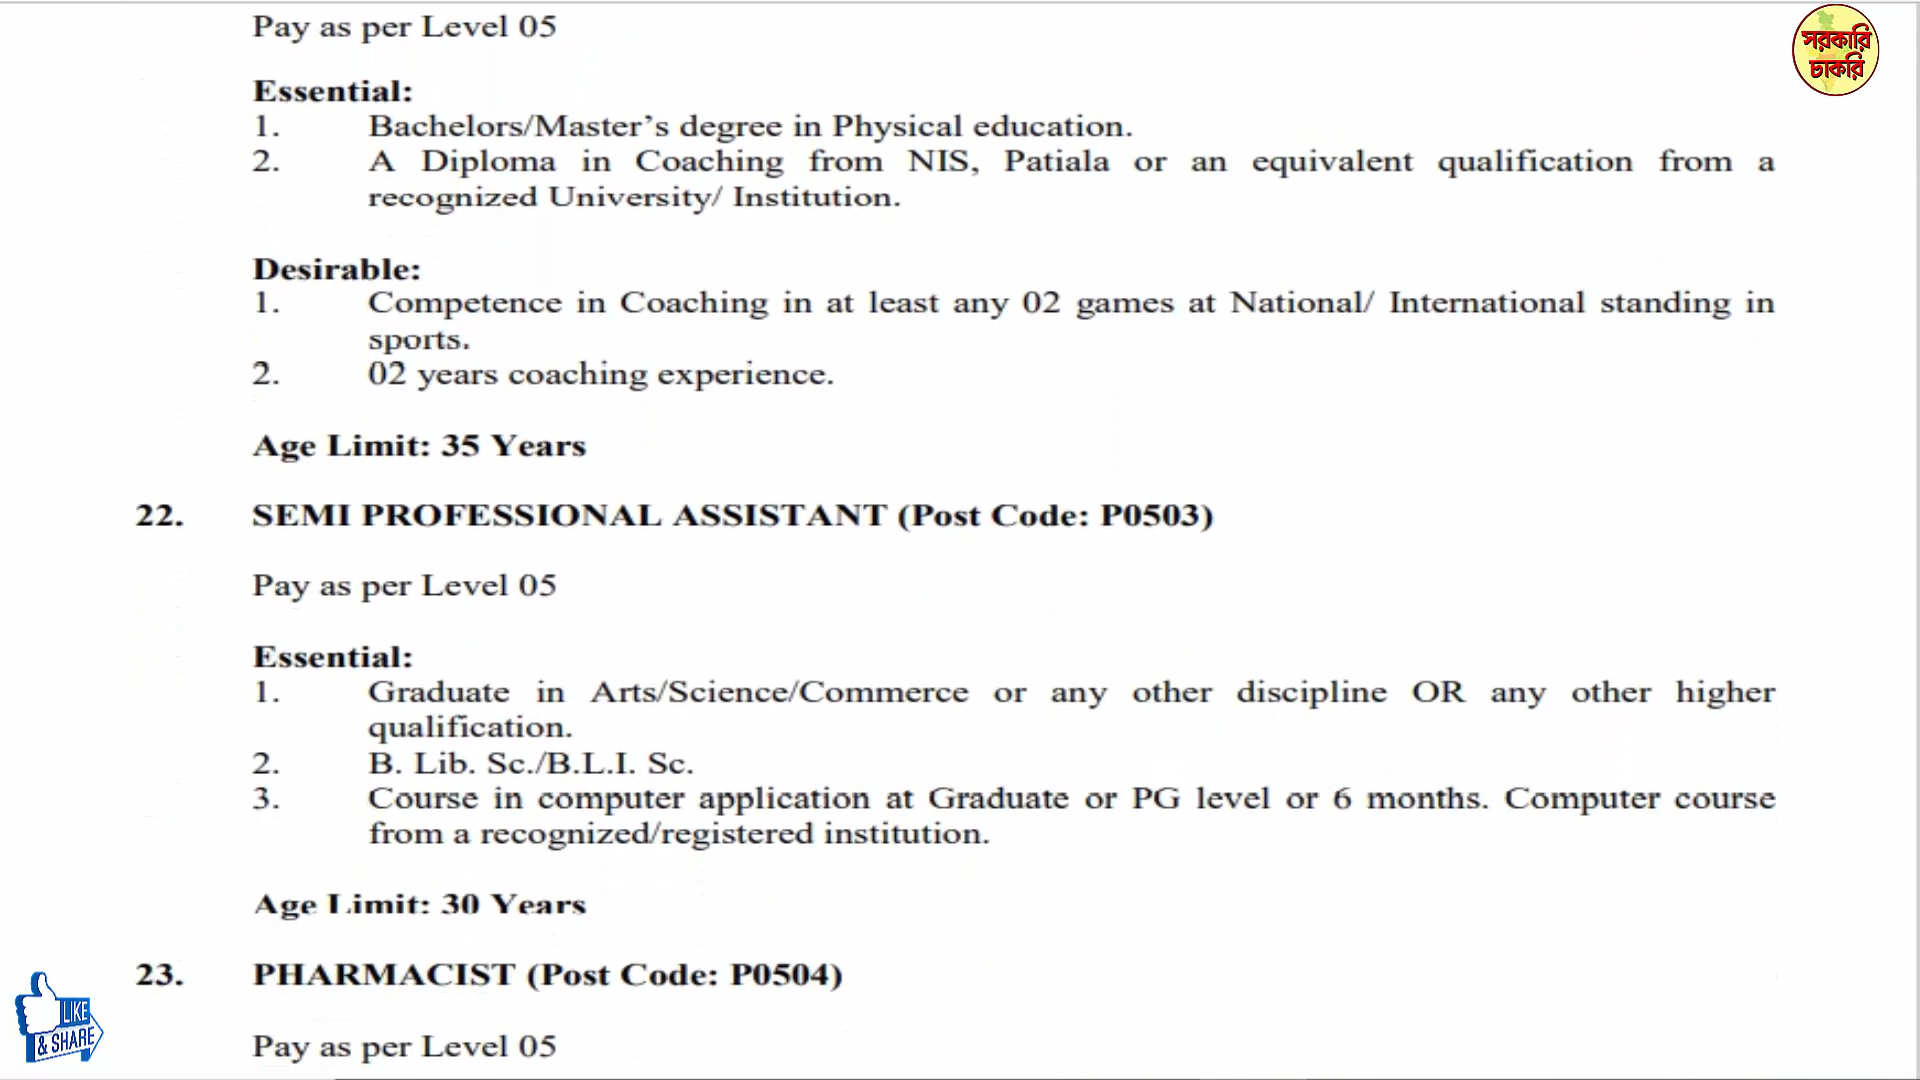 Pay as per Level 05
সরকারি
চাকরি
Essential:
1. Bachelors/Master’s degree in Physical education.
2. A Diploma in Coaching from NIS, Patiala or an equivalent qualification from a
recognized University/ Institution.
Desirable:
1. Competence in Coaching in at least any 02 games at National/ International standing in
sports.
2. 02 years coaching experience.
Age Limit: 35 Years
22. SEMI PROFESSIONAL ASSISTANT (Post Code: P0503)
Pay as per Level 05
Essential:
1. Graduate in Arts/Science/Commerce or any other discipline OR any other higher
qualification.
2. B. Lib. Sc./B.L.I. Sc.
3. Course in computer application at Graduate or PG level or 6 months. Computer course
from a recognized/registered institution.
Age Limit: 30 Years
23. PHARMACIST (Post Code: P0504)
LIKE
& SHARE
Pay as per Level 05